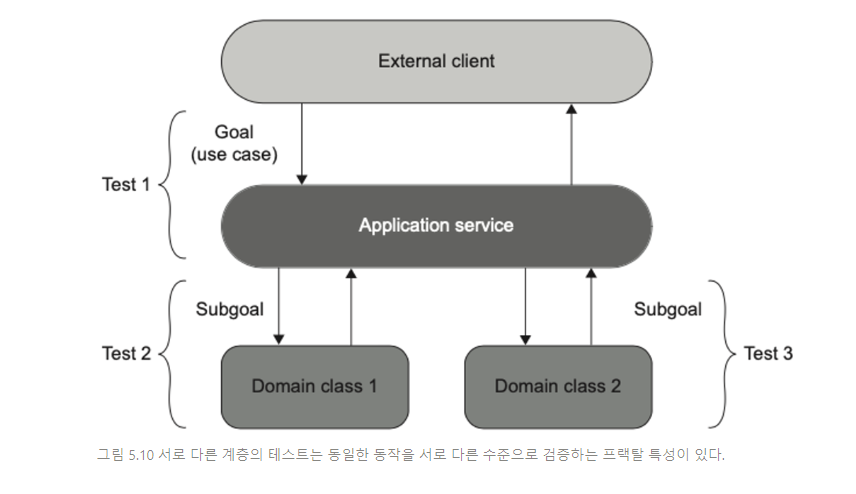 External client
Goal
(use case)
Test 1
Application service
Subgoal
Subgoal
Test 2
Test 3
Domain class 1
Domain class 2
그림 5.10 서로 다른 계층의 테스트는 동일한 동작을 서로 다른 수준으로 검증하는 프랙탈 특성이 있다.